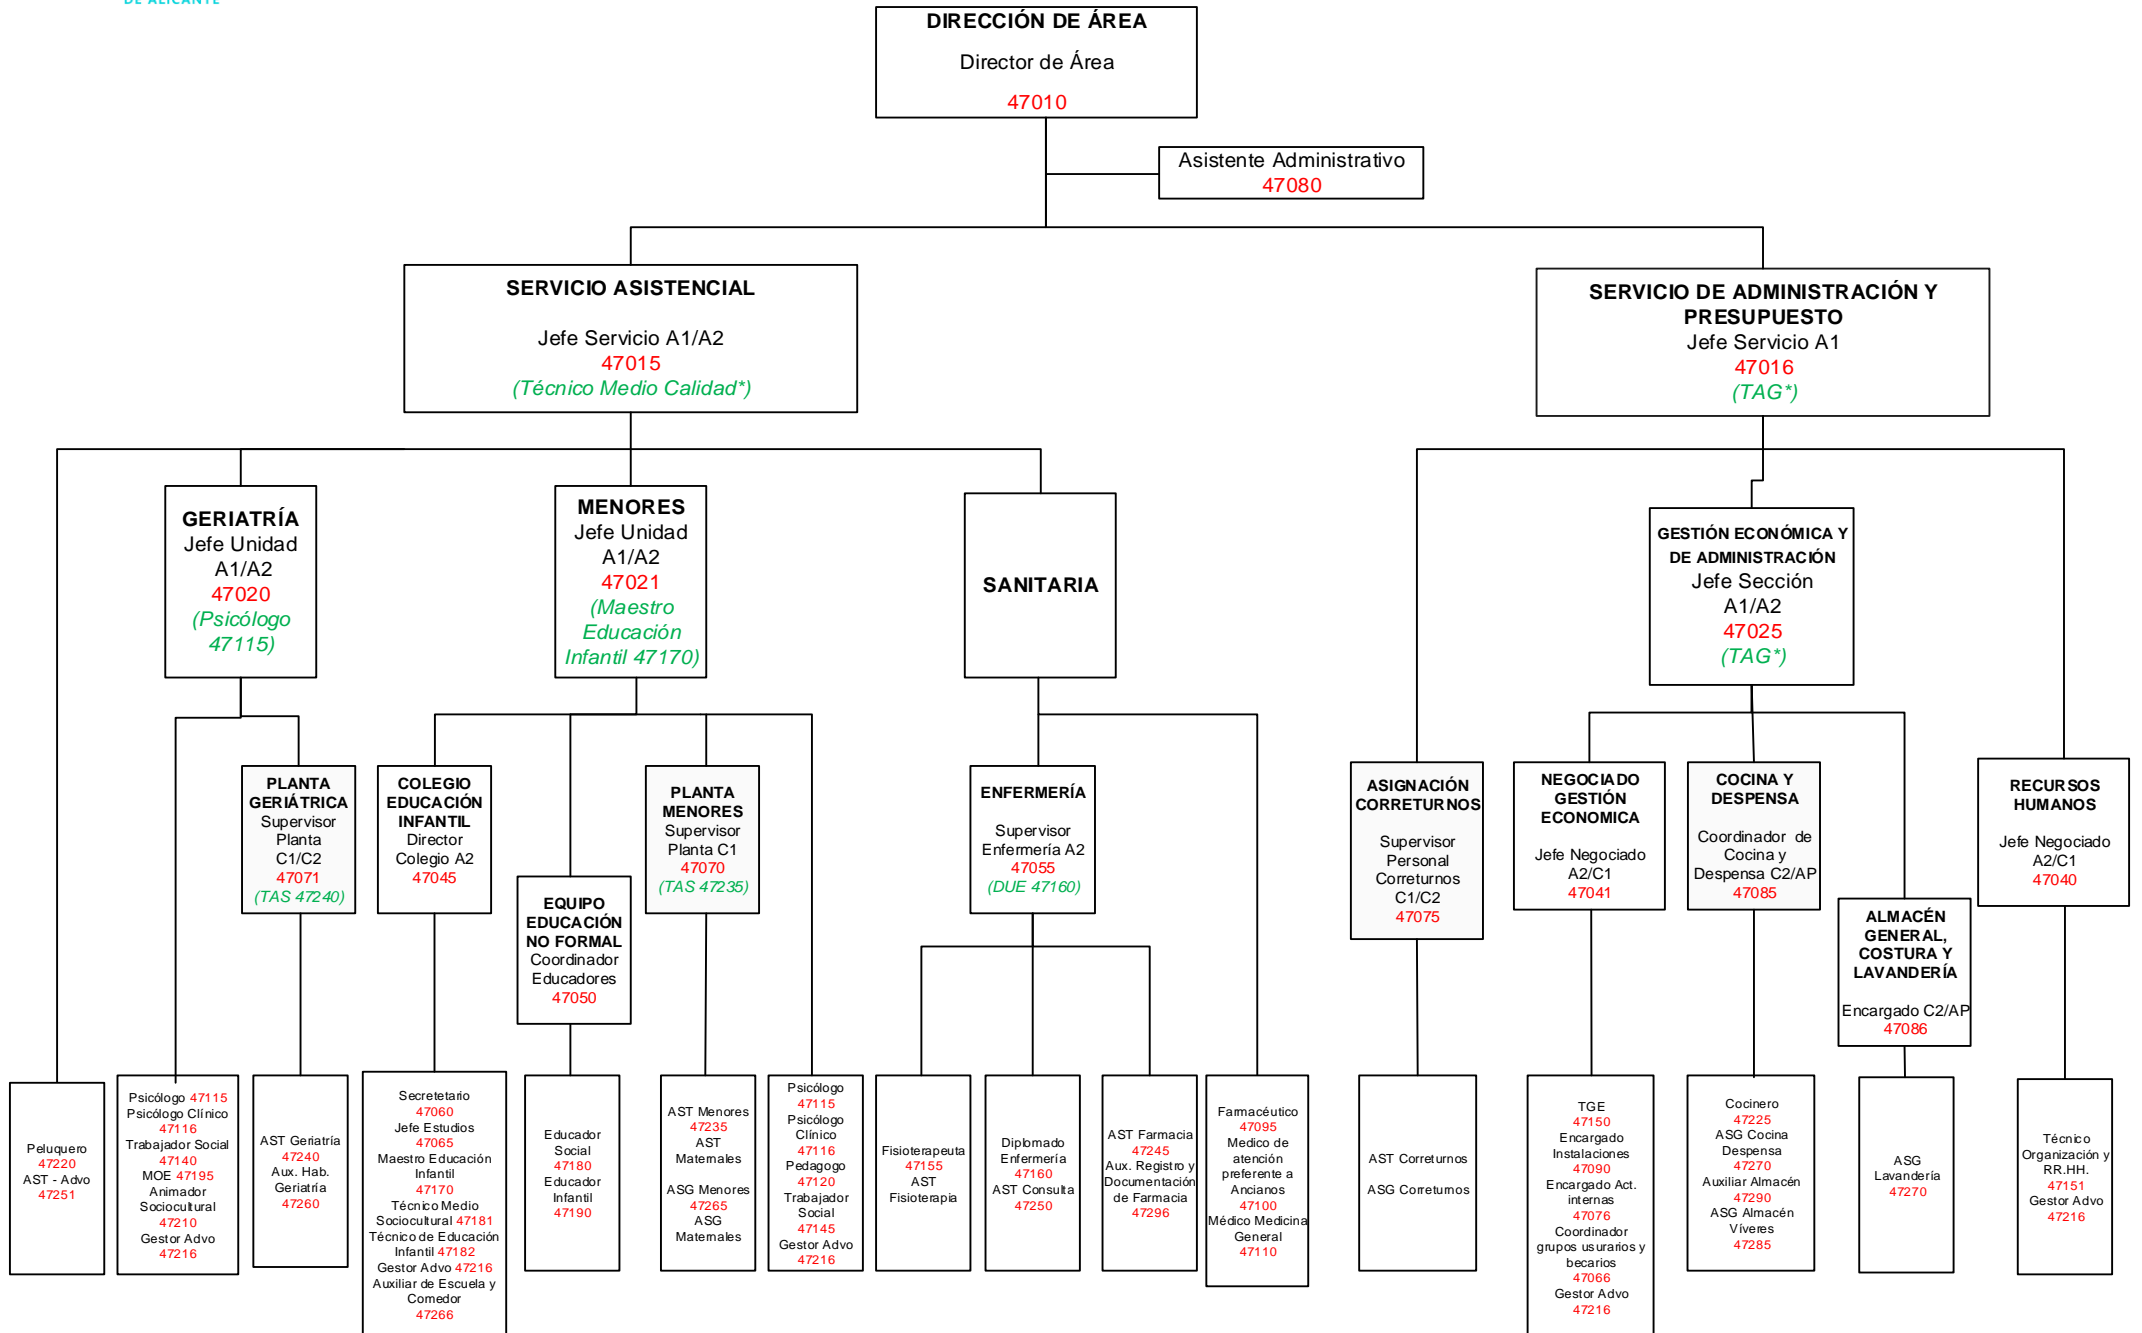 DE ALICANTE
DIRECCIÓN DE ÁREA
Director de Área
47010
Asistente Administrativo
47080
SERVICIO ASISTENCIAL
Jefe Servicio A1/A2
47015
(Técnico Medio Calidad*)
SERVICIO DE ADMINISTRACIÓN Y
PRESUPUESTO
Jefe Servicio A1
47016
(TAG*)
GERIATRÍA
Jefe Unidad
A1/A2
47020
(Psicólogo
47115)
MENORES
Jefe Unidad
A1/A2
47021
(Maestro
Educación
Infantil 47170)
SANITARIA
GESTIÓN ECONÓMICA Y
DE ADMINISTRACIÓN
Jefe Sección
A1/A2
47025
(TAG*)
PLANTA
GERIÁTRICA
Supervisor
Planta
C1/C2
47071
(TAS 47240)
COLEGIO
EDUCACIÓN
INFANTIL
Director
Colegio A2
47045
EQUIPO
EDUCACIÓN
NO FORMAL
Coordinador
Educadores
47050
PLANTA
MENORES
Supervisor
Planta C1
47070
(TAS 47235)
ENFERMERÍA
Supervisor
Enfermería A2
47055
(DUE 47160)
ASIGNACIÓN
CORRETURNOS
Supervisor
Personal
Correturnos
C1/C2
47075
NEGOCIADO
GESTIÓN
ECONOMICA
Jefe Negociado
A2/C1
47041
COCINA Y
DESPENSA
Coordinador de
Cocina y
Despensa C2/AP
47085
ALMACÉN
GENERAL,
COSTURA Y
LAVANDERÍA
Encargado C2/AP
47086
RECURSOS
HUMANOS
Jefe Negociado
A2/C1
47040
Peluquero
47220
AST - Advo
47251
Psicólogo 47115
Psicólogo Clínico
47116
Trabajador Social
47140
MOE 47195
Animador
Sociocultural
47210
Gestor Advo
47216
AST Geriatría
47240
Aux. Hab.
Geriatría
47260
Secretetario
47060
Jefe Estudios
47065
Maestro Educación
Infantil
47170
Técnico Medio
Sociocultural 47181
Técnico de Educación
Infantil 47182
Gestor Advo 47216
Auxiliar de Escuela y
Comedor
47266
Educador
Social
47180
Educador
Infantil
47190
AST Menores
47235
AST
Maternales
ASG Menores
47265
ASG
Maternales
Psicólogo
47115
Psicólogo
Clínico
47116
Pedagogo
47120
Trabajador
Social
47145
Gestor Advo
47216
Fisioterapeuta
47155
AST
Fisioterapia
Diplomado
Enfermería
47160
AST Consulta
47250
AST Farmacia
47245
Aux. Registro y
Documentación
de Farmacia
47296
Farmacéutico
47095
Medico de
atención
preferente a
Ancianos
47100
Médico Medicina
General
47110
AST Correturnos
ASG Correturnos
TGE
47150
Encargado
Instalaciones
47090
Encargado Act.
internas
47076
Coordinador
grupos usurarios y
becarios
47066
Gestor Advo
47216
Cocinero
47225
ASG Cocina
Despensa
47270
Auxiliar Almacén
47290
ASG Almacén
Víveres
47285
ASG
Lavandería
47270
Técnico
Organización y
RR.HH.
47151
Gestor Advo
47216